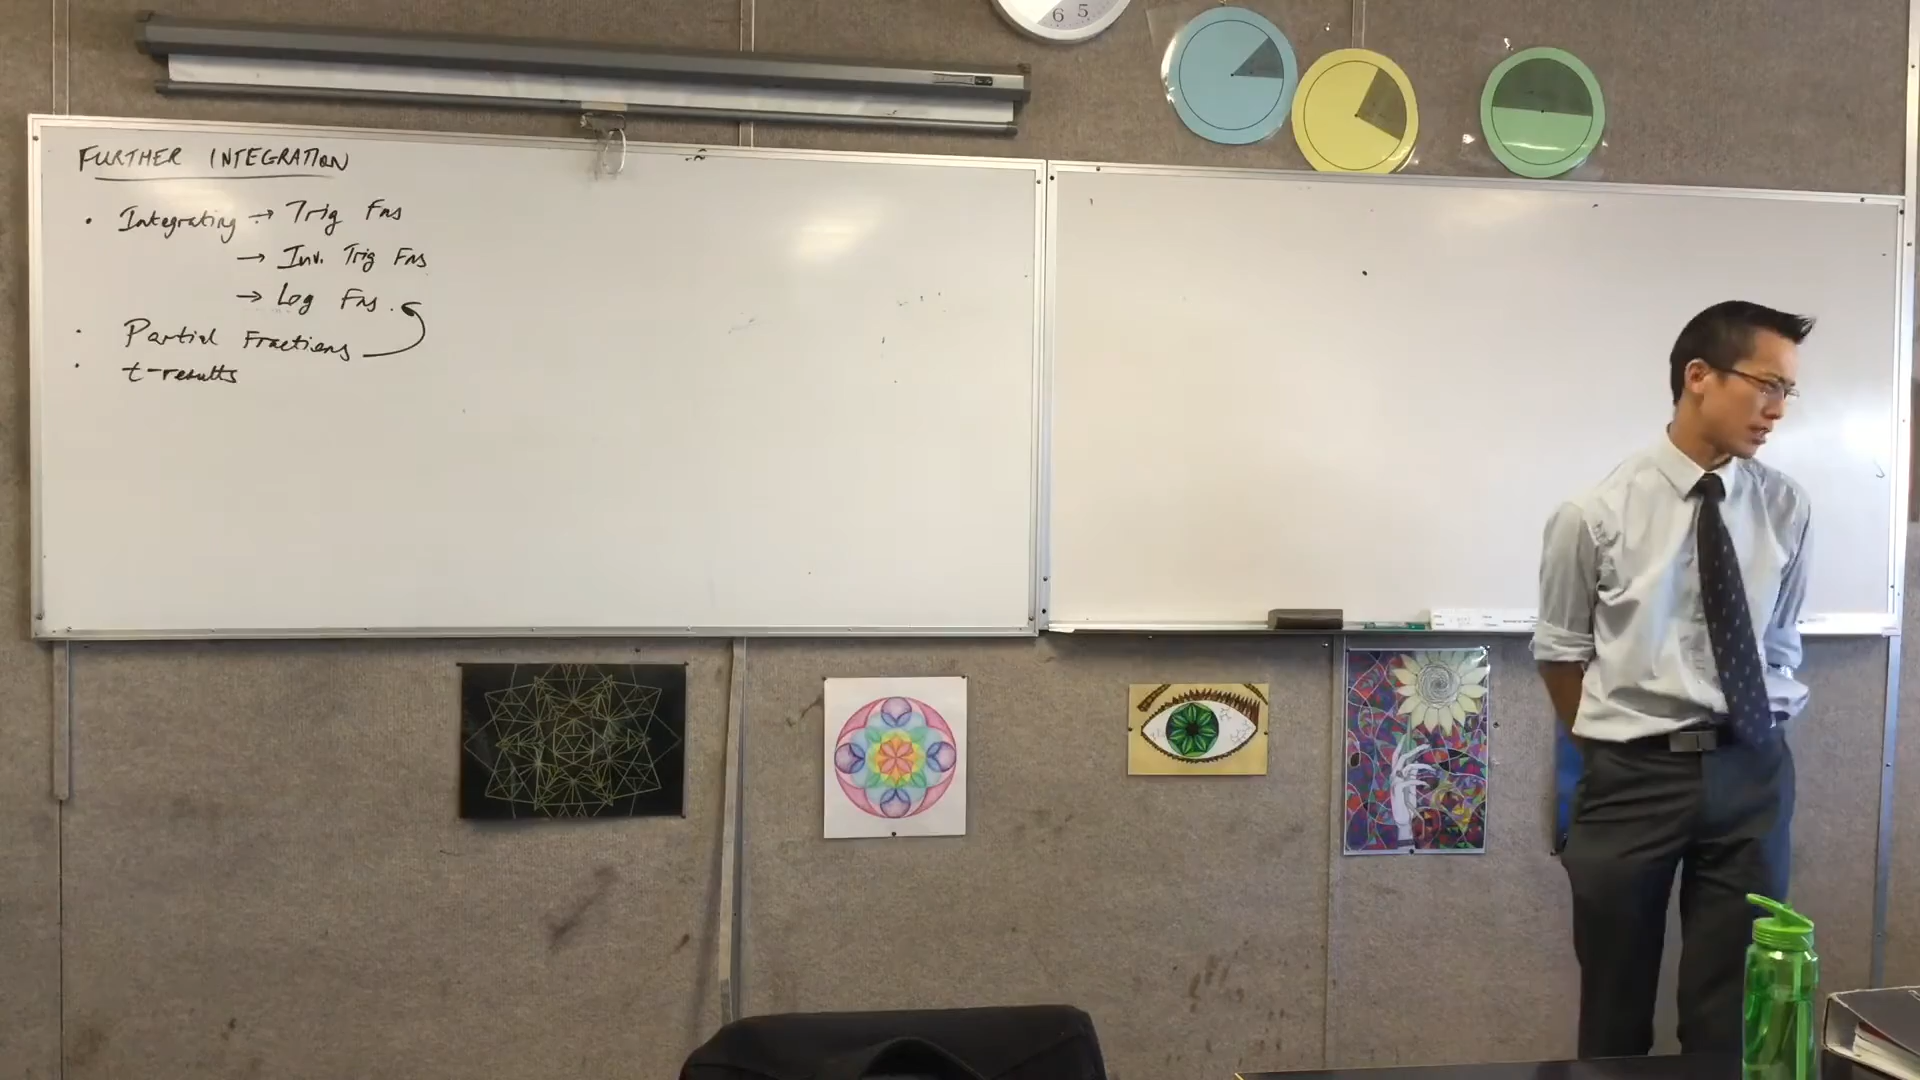 6 5
FURTHER INTEGRATION
• Integrating → Trig Fns
→ Inv. Trig Fns
→ Log Fns.
• Partial Fractions
• t-results